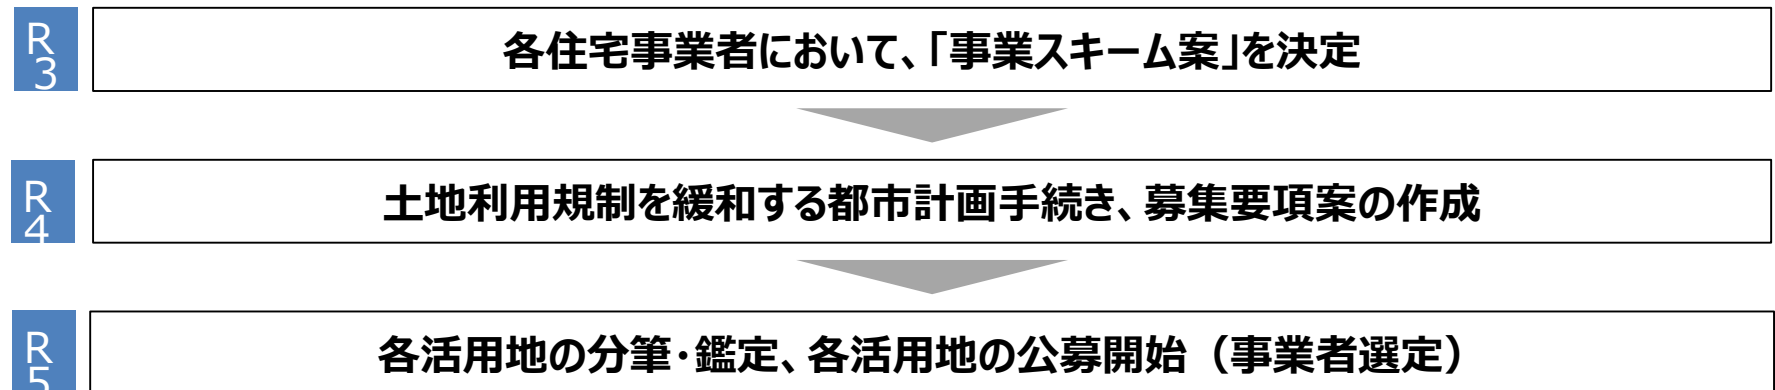 R
3
各住宅事業者において、「事業スキーム案」を決定
R
4
土地利用規制を緩和する都市計画手続き、募集要項案の作成
R
5
各活用地の分筆・鑑定、各活用地の公募開始（事業者選定）